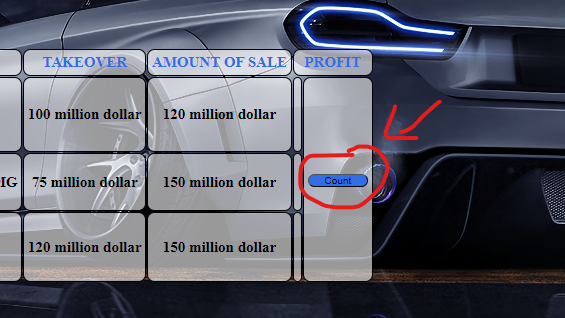 TAKEOVER AMOUNT OF SALE PROFIT
100 million dollar 120 million dollar
MG 75 million dollar 150 million dollar Count
120 million dollar 150 million dollar